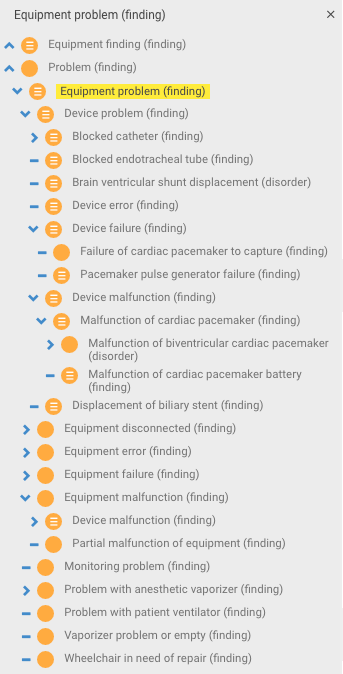 Equipment problem (finding)
Equipment finding (finding)
Problem (finding)
Equipment problem (finding)
Device problem (finding)
Blocked catheter (finding)
Blocked endotracheal tube (finding)
Brain ventricular shunt displacement (disorder)
Device error (finding)
Device failure (finding)
Failure of cardiac pacemaker to capture (finding)
Pacemaker pulse generator failure (finding)
Device malfunction (finding)
Malfunction of cardiac pacemaker (finding)
Malfunction of biventricular cardiac pacemaker
(disorder)
Malfunction of cardiac pacemaker battery
(finding)
Displacement of biliary stent (finding)
Equipment disconnected (finding)
Equipment error (finding)
Equipment failure (finding)
Equipment malfunction (finding)
Device malfunction (finding)
Partial malfunction of equipment (finding)
Monitoring problem (finding)
Problem with anesthetic vaporizer (finding)
Problem with patient ventilator (finding)
Vaporizer problem or empty (finding)
Wheelchair in need of repair (finding)